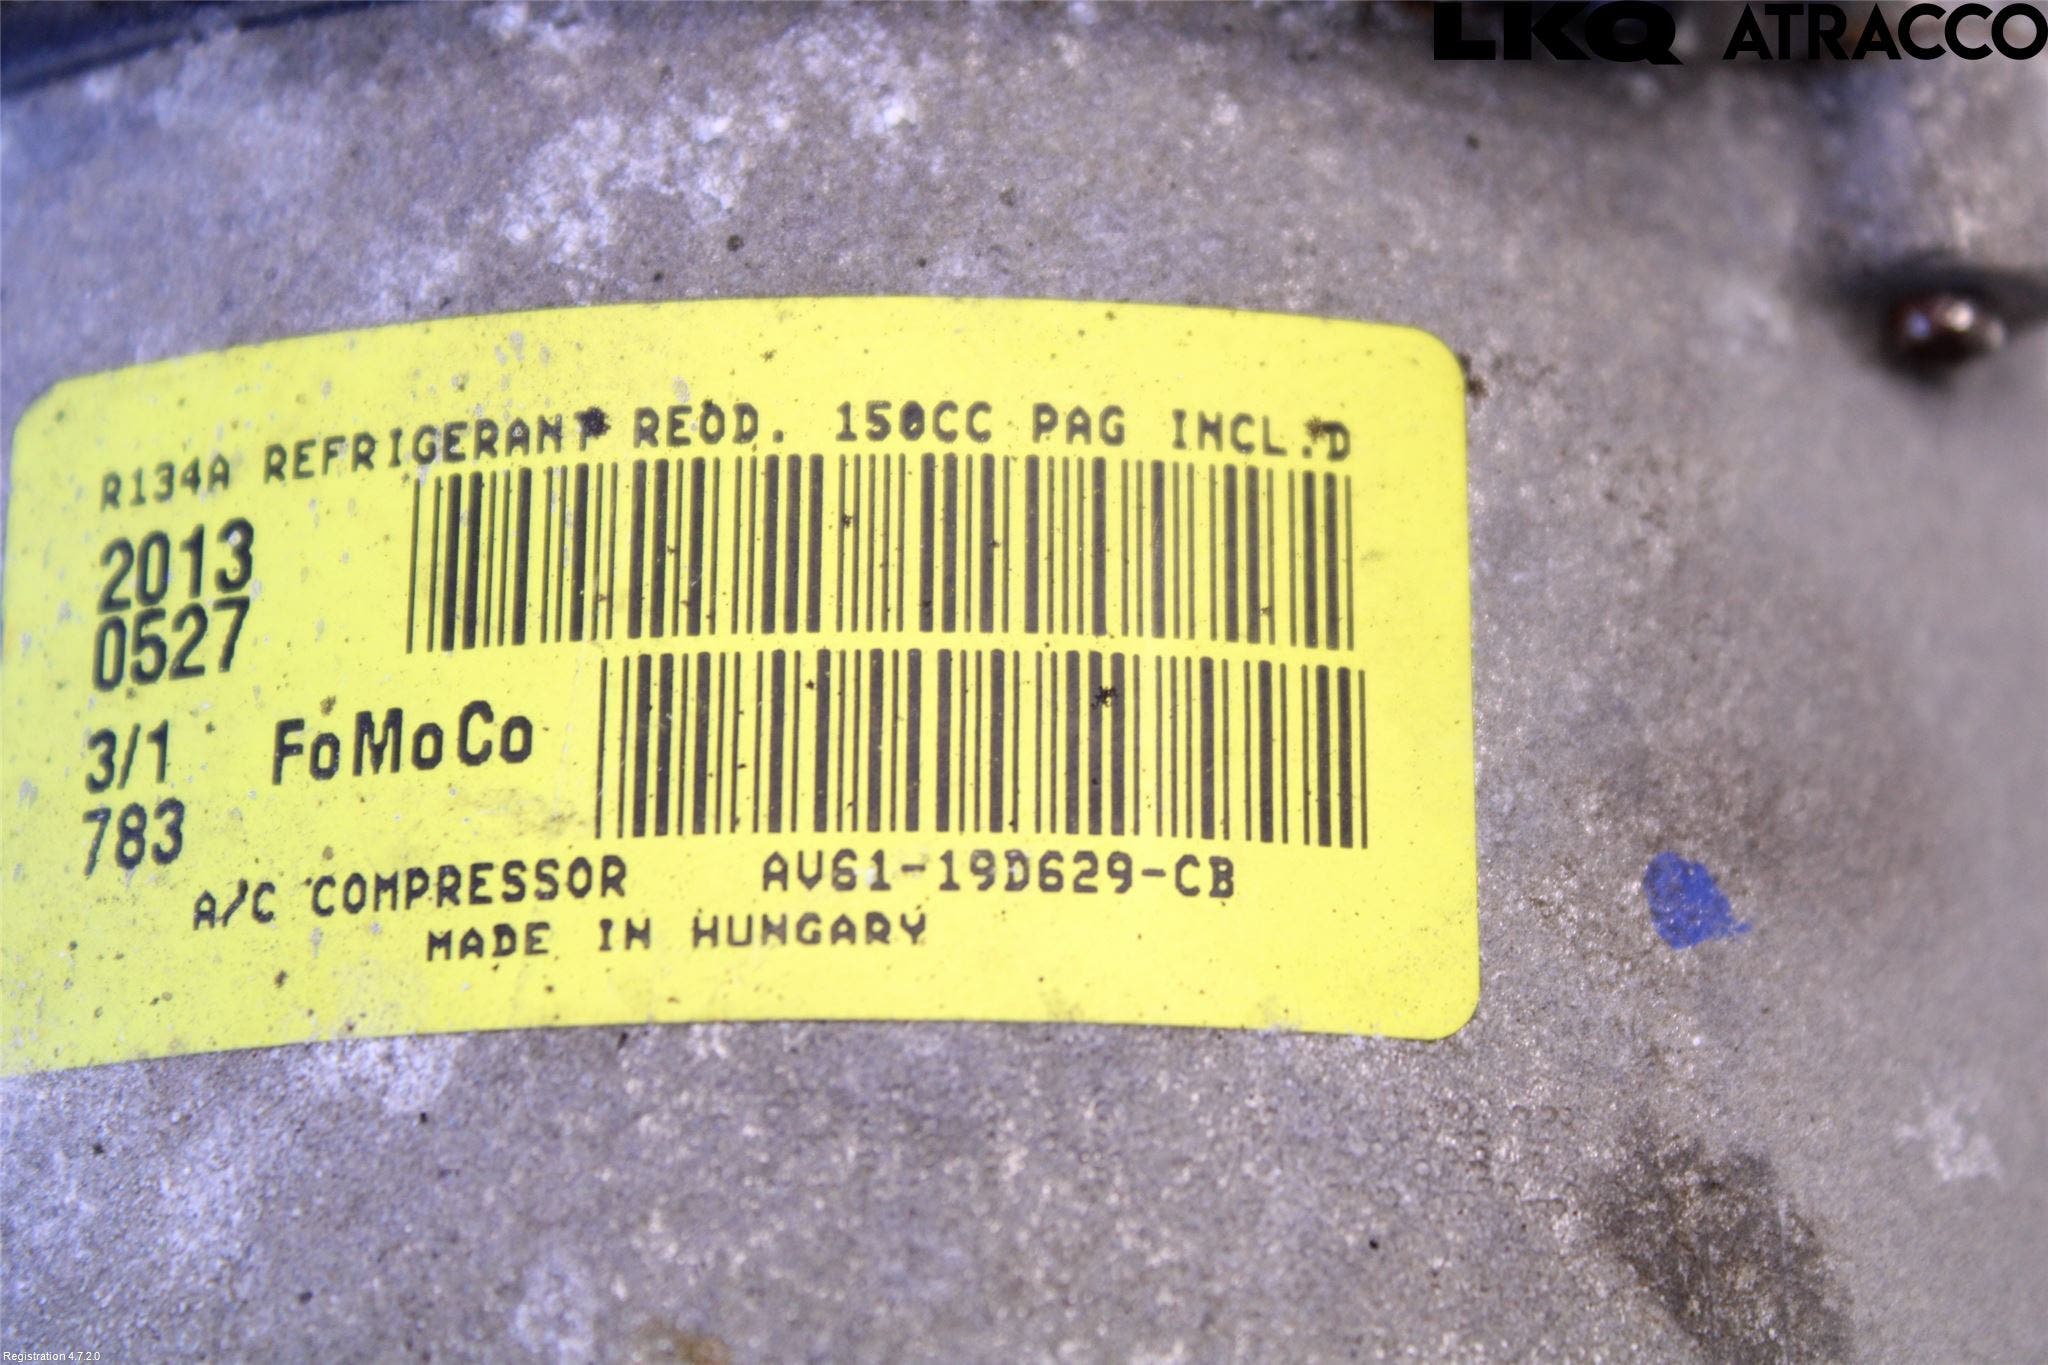 LKQ ATRACCO
R134A REFRIGERANT REOD. 150CC PAG INCL.D
2013
0527
3/1 FoMoCo
783
A/C COMPRESSOR AV61-19D629-CB
MADE IN HUNGARY
Registration 4.7.2.0